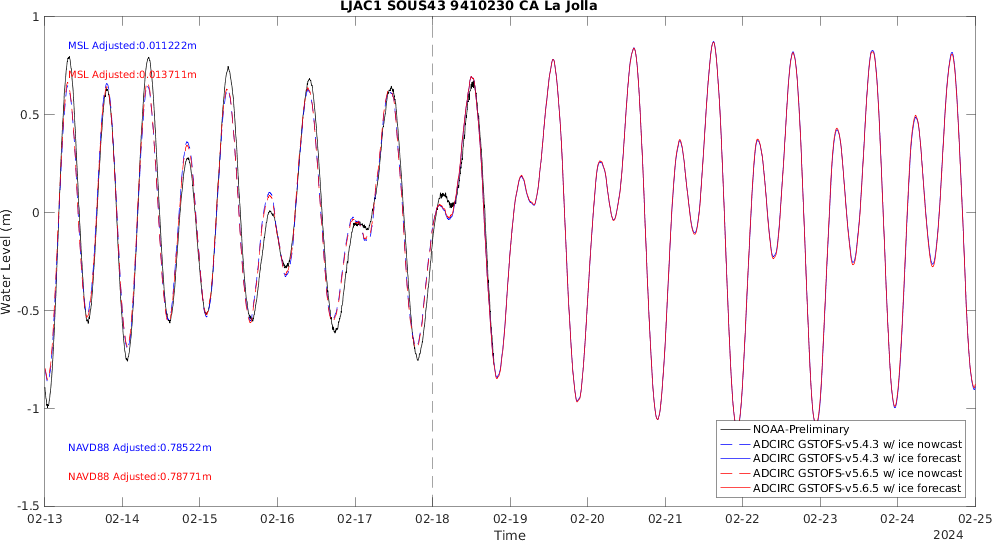 LJAC1 SOUS43 9410230 CA La Jolla
MSL Adjusted:0.011222m
MSL Adjusted:0.013711m
NAVD88 Adjusted:0.78522m
NAVD88 Adjusted:0.78771m
Water Level (m)
1
0.5
0
-0.5
-1
-1.5
NOAA-Preliminary
ADCIRC GSTOFS-v5.4.3 w/ ice nowcast
ADCIRC GSTOFS-v5.4.3 w/ ice forecast
ADCIRC GSTOFS-v5.6.5 w/ ice nowcast
ADCIRC GSTOFS-v5.6.5 w/ ice forecast
02-13 02-14 02-15 02-16 02-17 02-18 02-19 02-20 02-21 02-22 02-23 02-24 02-25
Time
2024